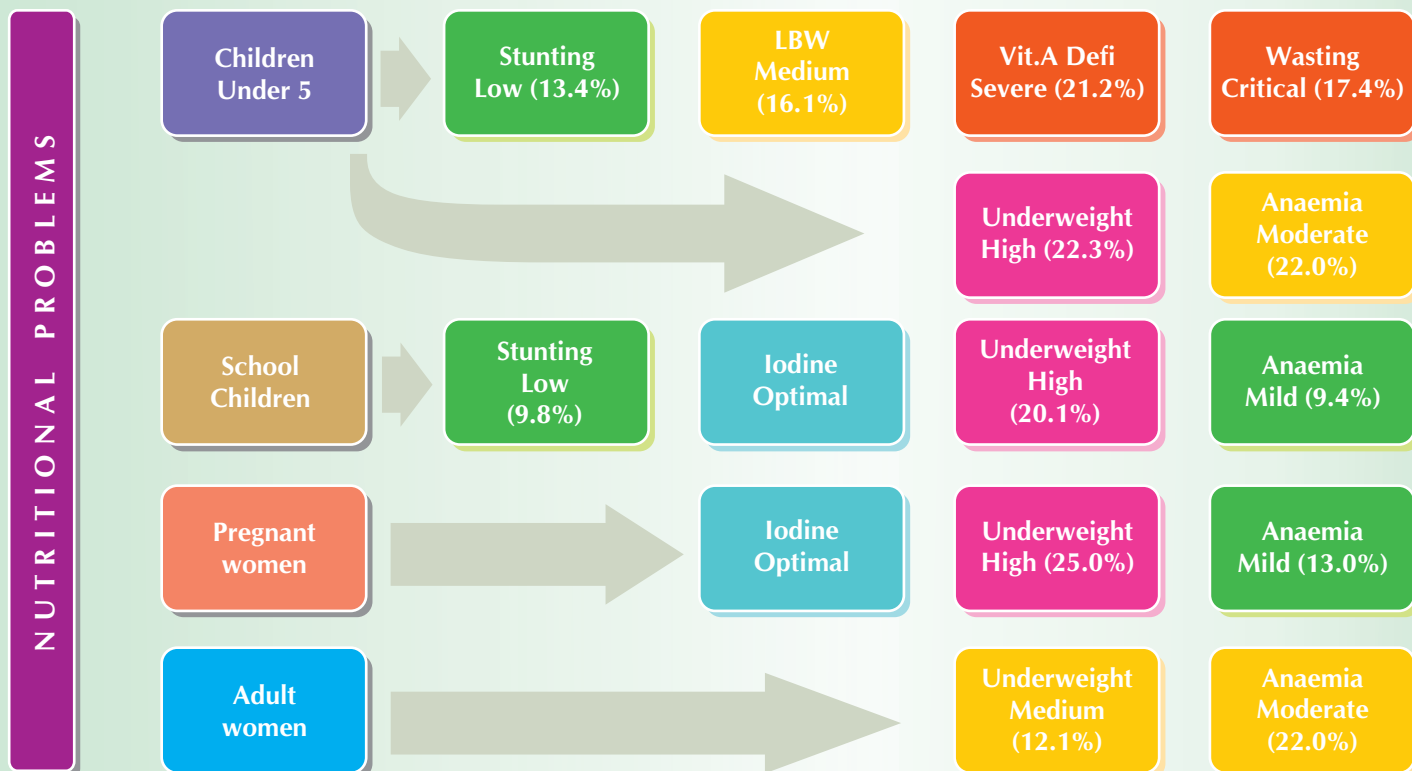 NUTRITIONAL PROBLEMS
Children
Under 5
Stunting
Low (13.4%)
LBW
Medium
(16.1%)
Vit.A Defi
Severe (21.2%)
Wasting
Critical (17.4%)
Underweight
High (22.3%)
Anaemia
Moderate
(22.0%)
School
Children
Stunting
Low
(9.8%)
Iodine
Optimal
Underweight
High
(20.1%)
Anaemia
Mild (9.4%)
Pregnant
women
Iodine
Optimal
Underweight
High (25.0%)
Anaemia
Mild (13.0%)
Adult
women
Underweight
Medium
(12.1%)
Anaemia
Moderate
(22.0%)